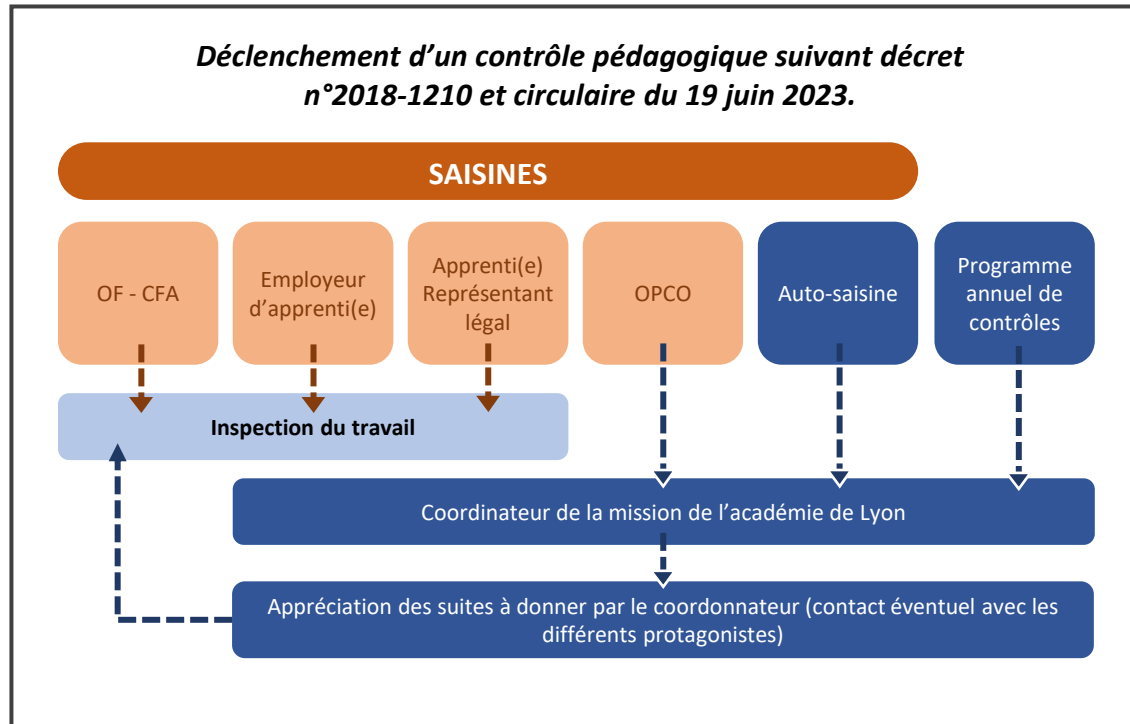 Déclenchement d’un contrôle pédagogique suivant décret
n°2018-1210 et circulaire du 19 juin 2023.
SAISINES
OF - CFA
Employeur
d’apprenti(e)
Apprenti(e)
Représentant
légal
OPCO
Auto-saisine
Programme
annuel de
contrôles
Inspection du travail
Coordinateur de la mission de l’académie de Lyon
Appréciation des suites à donner par le coordonnateur (contact éventuel avec les
différents protagonistes)